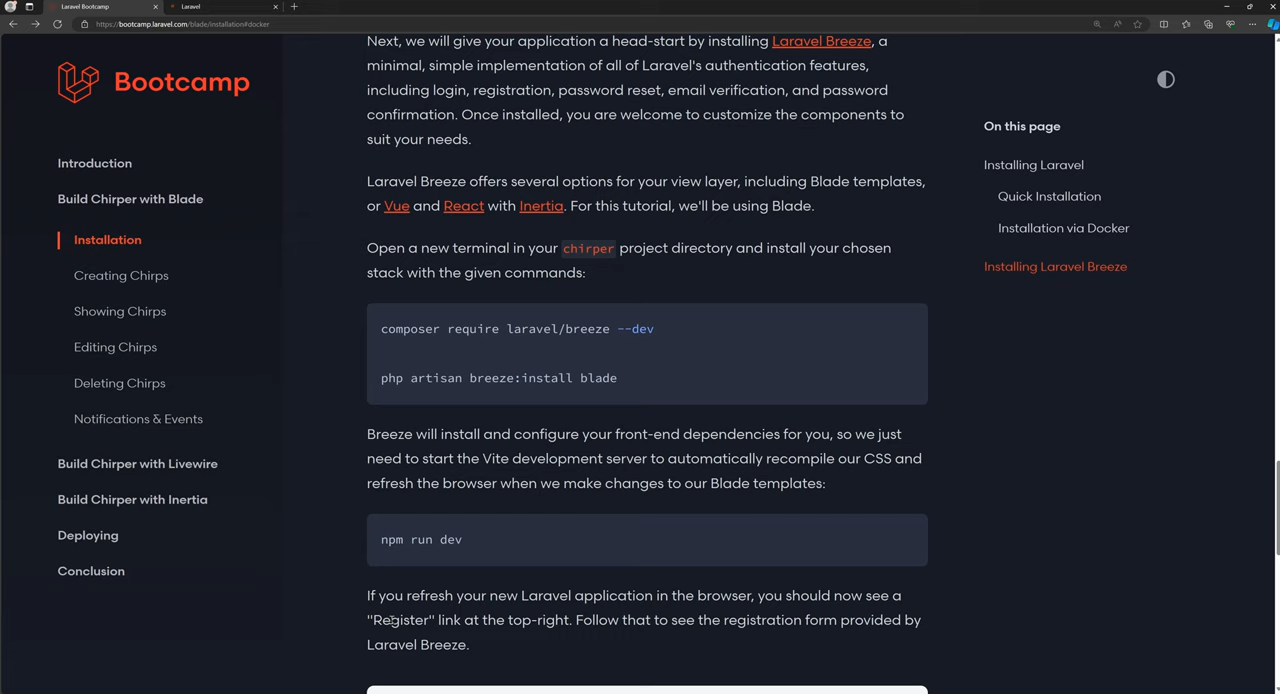 Laravel Bootcamp
Laravel
https://bootcamp.laravel.com/blade/installation#docker
Bootcamp
Introduction
Build Chirper with Blade
Installation
Creating Chirps
Showing Chirps
Editing Chirps
Deleting Chirps
Notifications & Events
Build Chirper with Livewire
Build Chirper with Inertia
Deploying
Conclusion
Next, we will give your application a head-start by installing Laravel Breeze, a
minimal, simple implementation of all of Laravel's authentication features,
including login, registration, password reset, email verification, and password
confirmation. Once installed, you are welcome to customize the components to
suit your needs.
Laravel Breeze offers several options for your view layer, including Blade templates,
or Vue and React with Inertia. For this tutorial, we'll be using Blade.
Open a new terminal in your chirper project directory and install your chosen
stack with the given commands:
composer require laravel/breeze --dev
php artisan breeze:install blade
Breeze will install and configure your front-end dependencies for you, so we just
need to start the Vite development server to automatically recompile our CSS and
refresh the browser when we make changes to our Blade templates:
npm run dev
If you refresh your new Laravel application in the browser, you should now see a
"Register" link at the top-right. Follow that to see the registration form provided by
Laravel Breeze.
On this page
Installing Laravel
Quick Installation
Installation via Docker
Installing Laravel Breeze